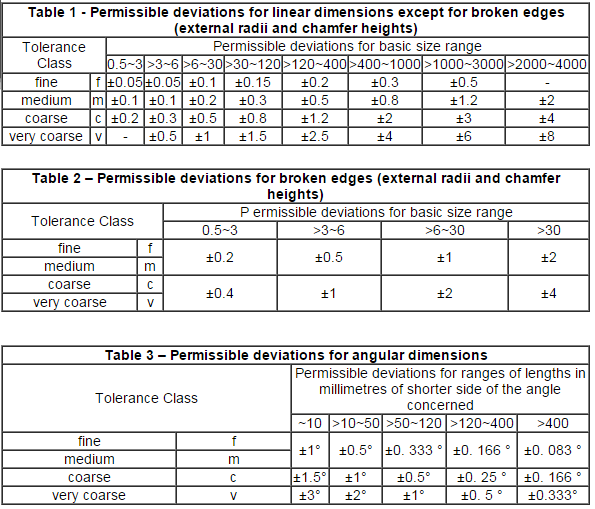 Table 1 - Permissible deviations for linear dimensions except for broken edges
(external radii and chamfer heights)
Tolerance Class Permissible deviations for basic size range
0.5~3 >3~6 >6~30 >30~120 >120~400 >400~1000 >1000~3000 >2000~4000
fine f ±0.05 ±0.05 ±0.1 ±0.15 ±0.2 ±0.3 ±0.5 -
medium m ±0.1 ±0.1 ±0.2 ±0.3 ±0.5 ±0.8 ±1.2 ±2
coarse c ±0.2 ±0.3 ±0.5 ±0.8 ±1.2 ±2 ±3 ±4
very coarse v - ±0.5 ±1 ±1.5 ±2.5 ±4 ±6 ±8
Table 2 – Permissible deviations for broken edges (external radii and chamfer
heights)
Tolerance Class P ermissible deviations for basic size range
0.5~3 >3~6 >6~30 >30
fine f ±0.2 ±0.5 ±1 ±2
medium m
coarse c ±0.4 ±1 ±2 ±4
very coarse v
Table 3 – Permissible deviations for angular dimensions
Tolerance Class Permissible deviations for ranges of lengths in
millimetres of shorter side of the angle
concerned
~10 >10~50 >50~120 >120~400 >400
fine f ±1° ±0.5° ±0. 333 ° ±0. 166 ° ±0. 083 °
medium m
coarse c ±1.5° ±1° ±0.5° ±0. 25 ° ±0. 166 °
very coarse v ±3° ±2° ±1° ±0. 5 ° ±0.333°